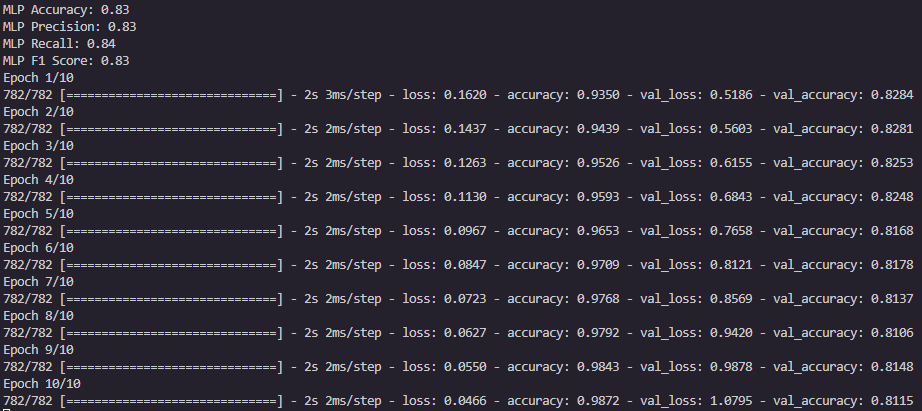 MLP Accuracy: 0.83
MLP Precision: 0.83
MLP Recall: 0.84
MLP F1 Score: 0.83
Epoch 1/10
782/782 [==============================] - 2s 3ms/step - loss: 0.1620 - accuracy: 0.9350 - val_loss: 0.5186 - val_accuracy: 0.8284
Epoch 2/10
782/782 [==============================] - 2s 2ms/step - loss: 0.1437 - accuracy: 0.9439 - val_loss: 0.5603 - val_accuracy: 0.8281
Epoch 3/10
782/782 [==============================] - 2s 2ms/step - loss: 0.1263 - accuracy: 0.9526 - val_loss: 0.6155 - val_accuracy: 0.8253
Epoch 4/10
782/782 [==============================] - 2s 2ms/step - loss: 0.1130 - accuracy: 0.9593 - val_loss: 0.6843 - val_accuracy: 0.8248
Epoch 5/10
782/782 [==============================] - 2s 2ms/step - loss: 0.0967 - accuracy: 0.9653 - val_loss: 0.7658 - val_accuracy: 0.8168
Epoch 6/10
782/782 [==============================] - 2s 2ms/step - loss: 0.0847 - accuracy: 0.9709 - val_loss: 0.8121 - val_accuracy: 0.8178
Epoch 7/10
782/782 [==============================] - 2s 2ms/step - loss: 0.0723 - accuracy: 0.9768 - val_loss: 0.8569 - val_accuracy: 0.8137
Epoch 8/10
782/782 [==============================] - 2s 2ms/step - loss: 0.0627 - accuracy: 0.9792 - val_loss: 0.9420 - val_accuracy: 0.8106
Epoch 9/10
782/782 [==============================] - 2s 2ms/step - loss: 0.0550 - accuracy: 0.9843 - val_loss: 0.9878 - val_accuracy: 0.8148
Epoch 10/10
782/782 [==============================] - 2s 2ms/step - loss: 0.0466 - accuracy: 0.9872 - val_loss: 1.0795 - val_accuracy: 0.8115